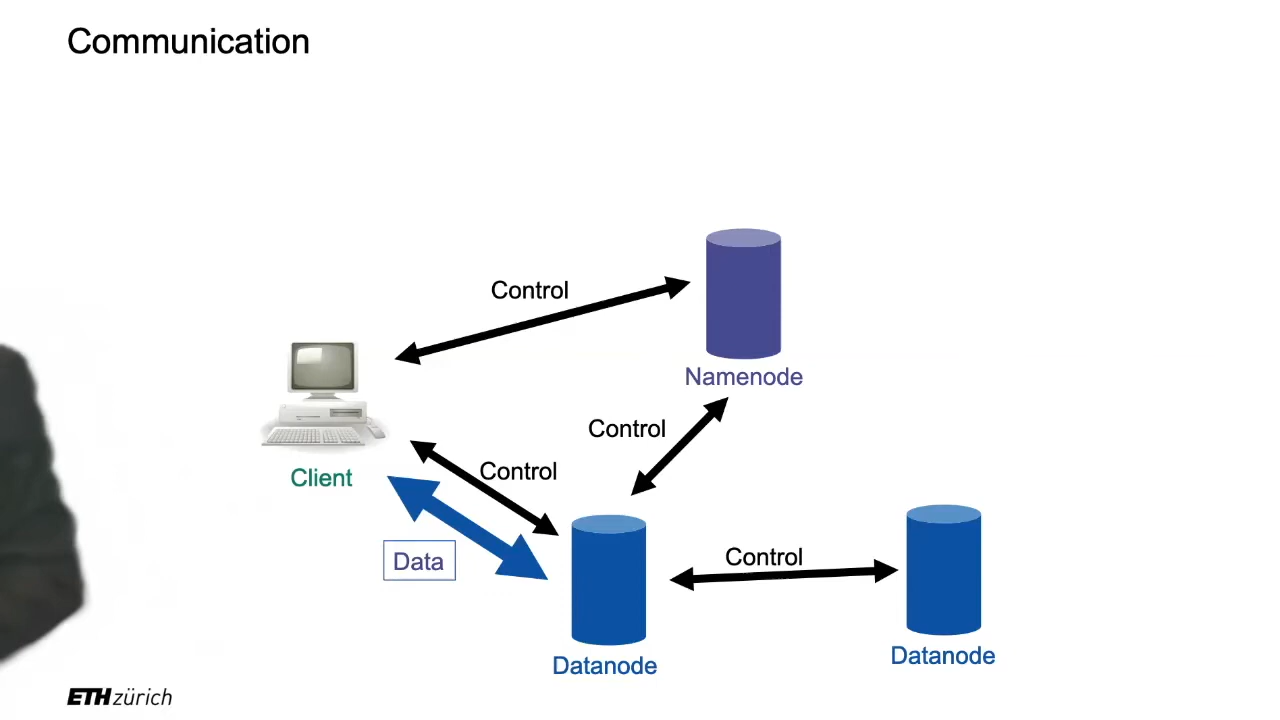 Communication
Control
Namenode
Control
Client
Control
Data
Control
Datanode
Datanode
ETH zürich